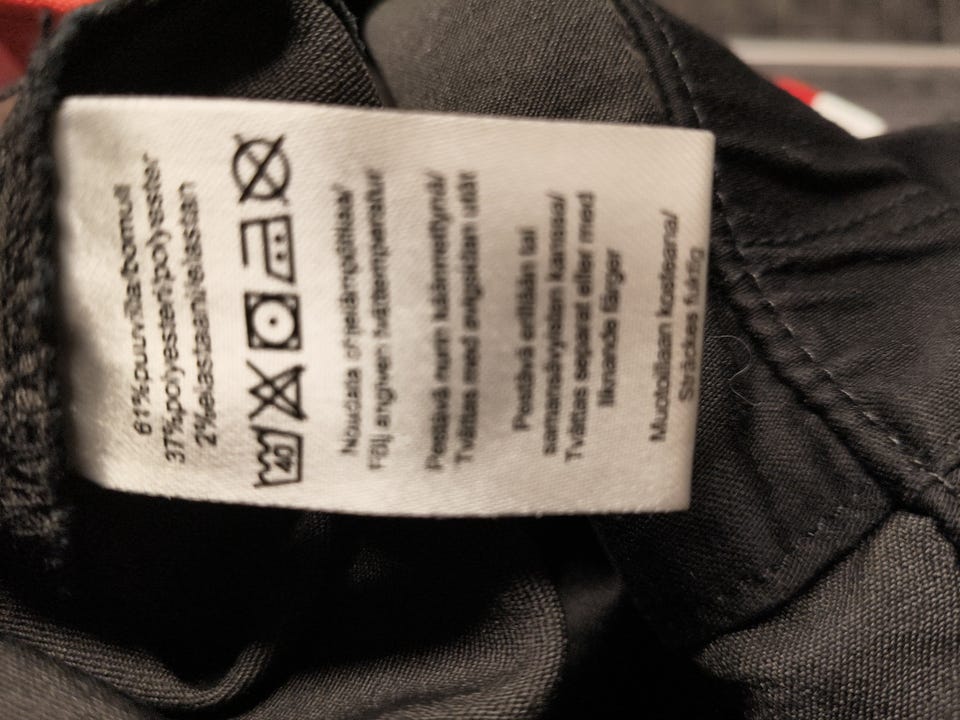 61%puuvilla/bomull
37%polyesteri/polyester
2%elastaani/elastan
40
Noudata ohjelämpötilaa/
Följ angiven tvättemperatur
Pestävä nurin käännettynä/
Tvättas med avigsidan utåt
Pestävä erillään tai
samanvärjsten kanssa/
Tvättas separat eller med
liknande färger
Muotoillaan kosteana/
Sträckes fuktig